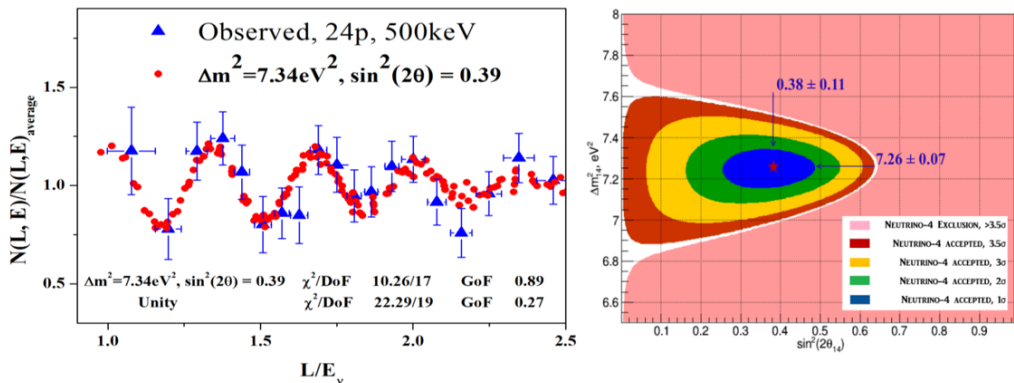 Observed, 24p, 500keV
Δm²=7.34eV², sin²(2θ) = 0.39
N(L, E)/N(L,E)average
1.5
1.0
0.5
Δm²=7.34eV², sin²(2θ) = 0.39 χ²/DoF 10.26/17 GoF 0.89
Unity χ²/DoF 22.29/19 GoF 0.27
1.0 1.5 2.0 2.5
L/Eν
Δm²₁₄, eV²
8
7.8
7.6
7.4
7.2
7
6.8
6.6
0.38 ± 0.11
7.26 ± 0.07
NEUTRINO-4 EXCLUSION, >3.5σ
NEUTRINO-4 ACCEPTED, 3.5σ
NEUTRINO-4 ACCEPTED, 3σ
NEUTRINO-4 ACCEPTED, 2σ
NEUTRINO-4 ACCEPTED, 1σ
0.1 0.2 0.3 0.4 0.5 0.6 0.7 0.8 0.9
sin²(2θ₁₄)